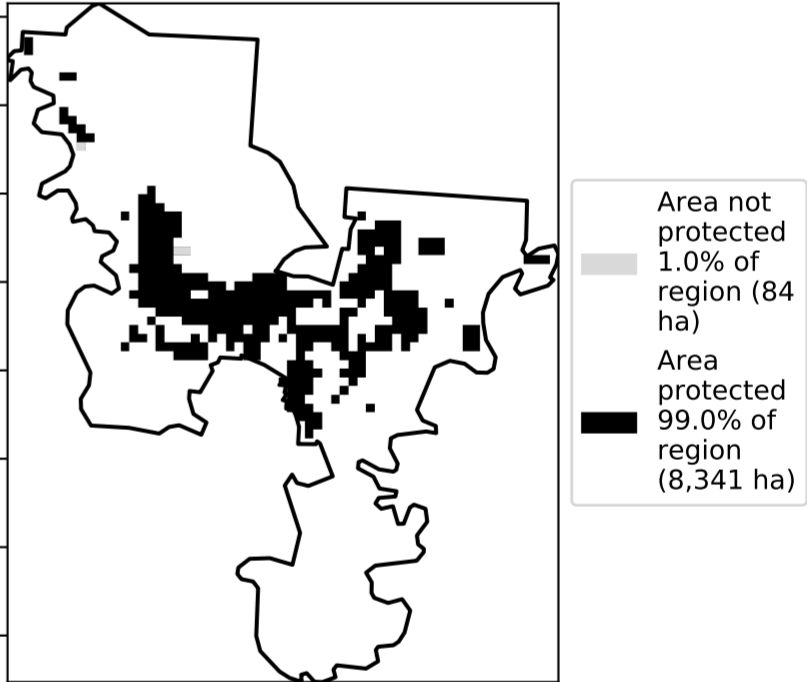 Area not
protected
1.0% of
region (84
ha)
Area
protected
99.0% of
region
(8,341 ha)